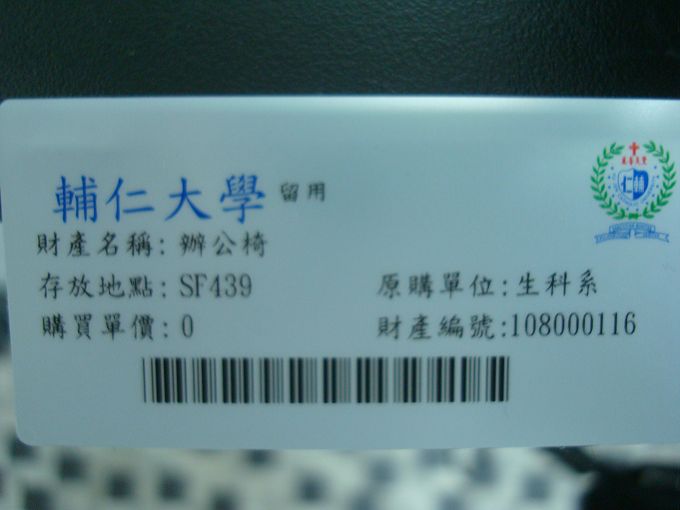 輔仁大學 留用
財產名稱: 辦公椅
存放地點: SF439 原購單位: 生科系
購買單價: 0 財產編號:108000116